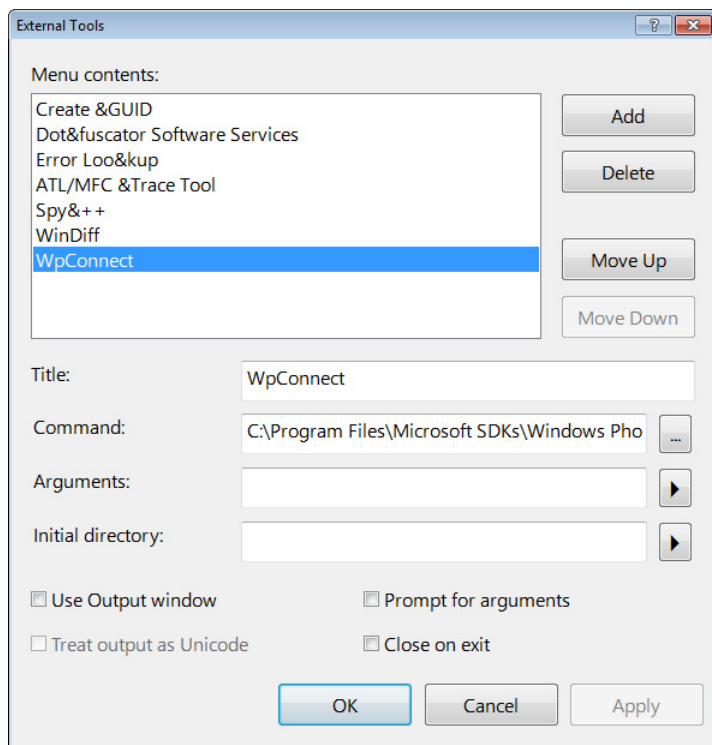 External Tools
Menu contents:
Create &GUID
Dot&fuscator Software Services
Error Loo&kup
ATL/MFC &Trace Tool
Spy&++
WinDiff
WpConnect
Add
Delete
Move Up
Move Down
Title:
WpConnect
Command:
C:\Program Files\Microsoft SDKs\Windows Pho
...
Arguments:
Initial directory:
Use Output window
Prompt for arguments
Treat output as Unicode
Close on exit
OK
Cancel
Apply